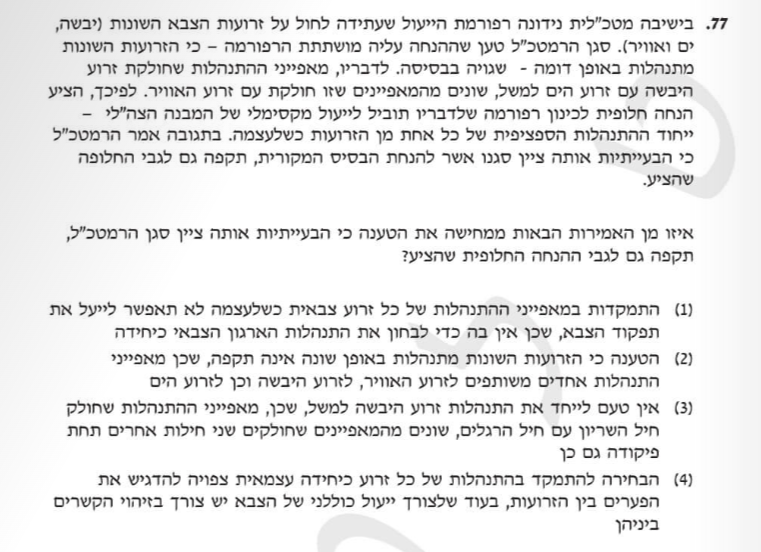 77. בישיבה מטכ"לית נידונה רפורמת הייעול שעתידה לחול על זרועות הצבא השונות (יבשה,
ים ואוויר). סגן הרמטכ"ל טען שההנחה עליה מושתתת הרפורמה – כי הזרועות השונות
מתנהלות באופן דומה - שגויה בבסיסה. לדבריו, מאפייני ההתנהלות שחולקת זרוע
היבשה עם זרוע הים למשל, שונים מהמאפיינים שזו חולקת עם זרוע האוויר. לפיכך, הציע
הנחה חלופית לכינון רפורמה שלדבריו תוביל לייעול מקסימלי של המבנה הצה"לי –
ייחוד ההתנהלות הספציפית של כל אחת מן הזרועות כשלעצמה. בתגובה אמר הרמטכ"ל
כי הבעייתיות אותה ציין סגנו אשר להנחת הבסיס המקורית, תקפה גם לגבי החלופה
שהציע.
איזו מן האמירות הבאות ממחישה את הטענה כי הבעייתיות אותה ציין סגן הרמטכ"ל,
תקפה גם לגבי ההנחה החלופית שהציע?
(1) התמקדות במאפייני ההתנהלות של כל זרוע צבאית כשלעצמה לא תאפשר לייעל את
תפקוד הצבא, שכן אין בה כדי לבחון את התנהלות הארגון הצבאי כיחידה
(2) הטענה כי הזרועות השונות מתנהלות באופן שונה אינה תקפה, שכן מאפייני
התנהלות אחדים משותפים לזרוע האוויר, לזרוע היבשה וכן לזרוע הים
(3) אין טעם לייחד את התנהלות זרוע היבשה למשל, שכן, מאפייני ההתנהלות שחולק
חיל השריון עם חיל הרגלים, שונים מהמאפיינים שחולקים שני חילות אחרים תחת
פיקודה גם כן
(4) הבחירה להתמקד בהתנהלות של כל זרוע כיחידה עצמאית צפויה להדגיש את
הפערים בין הזרועות, בעוד שלצורך ייעול כוללני של הצבא יש צורך בזיהוי הקשרים
ביניהן